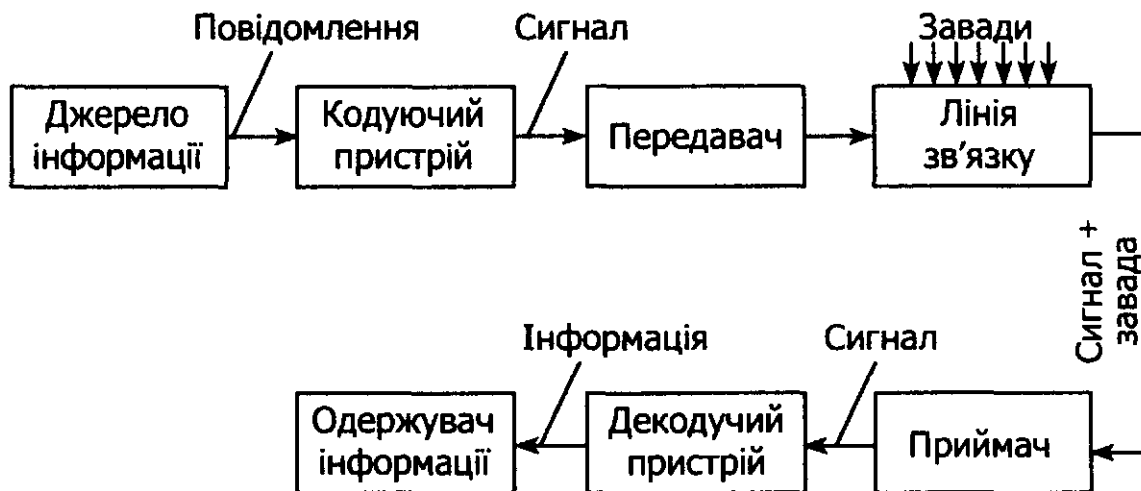 Повідомлення
Сигнал
Завади
Джерело
інформації
Кодуючий
пристрій
Передавач
Лінія
зв’язку
Сигнал +
завада
Інформація
Сигнал
Одержувач
інформації
Декодучий
пристрій
Приймач